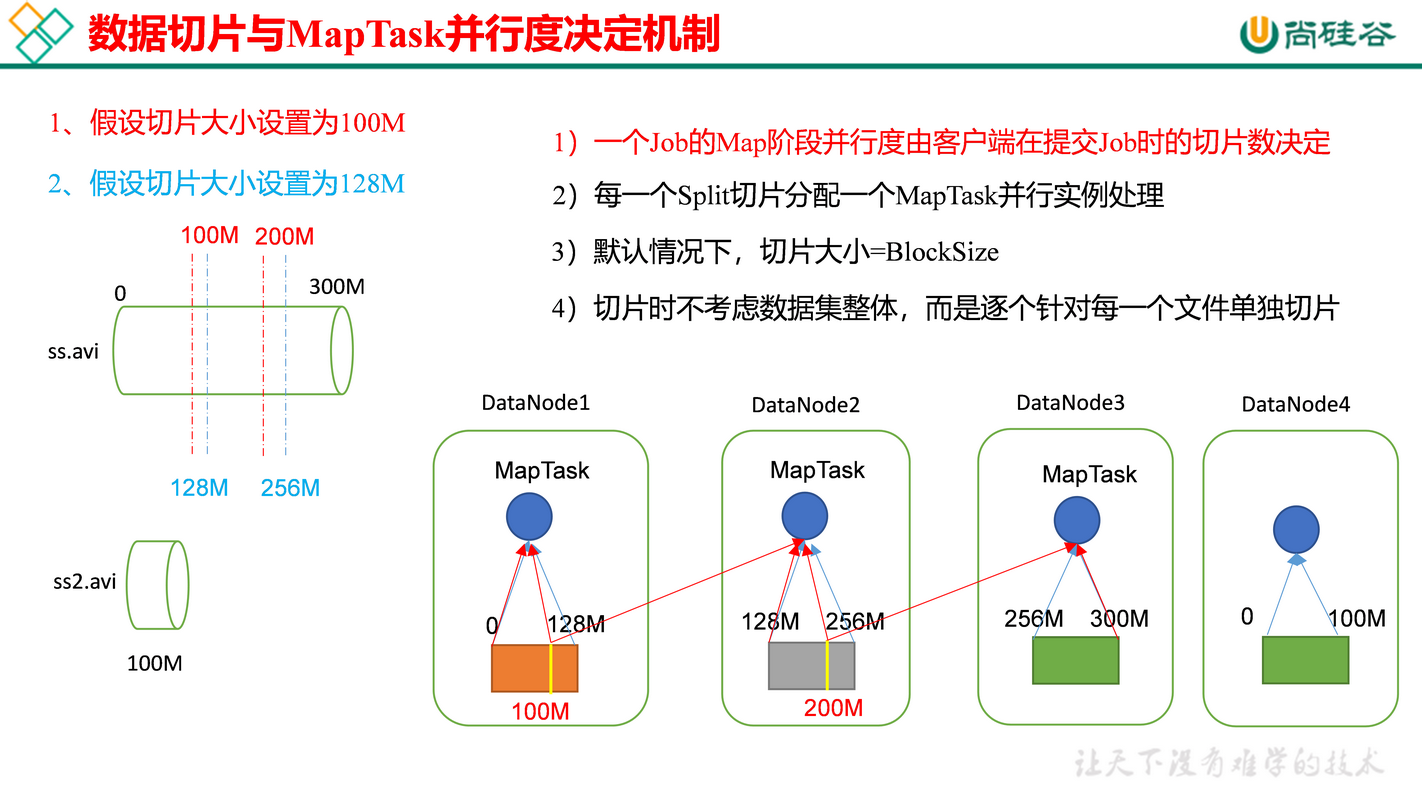 数据切片与MapTask并行度决定机制
尚硅谷
1、假设切片大小设置为100M
2、假设切片大小设置为128M
1）一个Job的Map阶段并行度由客户端在提交Job时的切片数决定
2）每一个Split切片分配一个MapTask并行实例处理
3）默认情况下，切片大小=BlockSize
4）切片时不考虑数据集整体，而是逐个针对每一个文件单独切片
100M 200M
0 300M
ss.avi
128M 256M
ss2.avi
100M
DataNode1 DataNode2 DataNode3 DataNode4
MapTask MapTask MapTask
0 128M 128M 256M 256M 300M 0 100M
100M 200M
让天下没有难学的技术